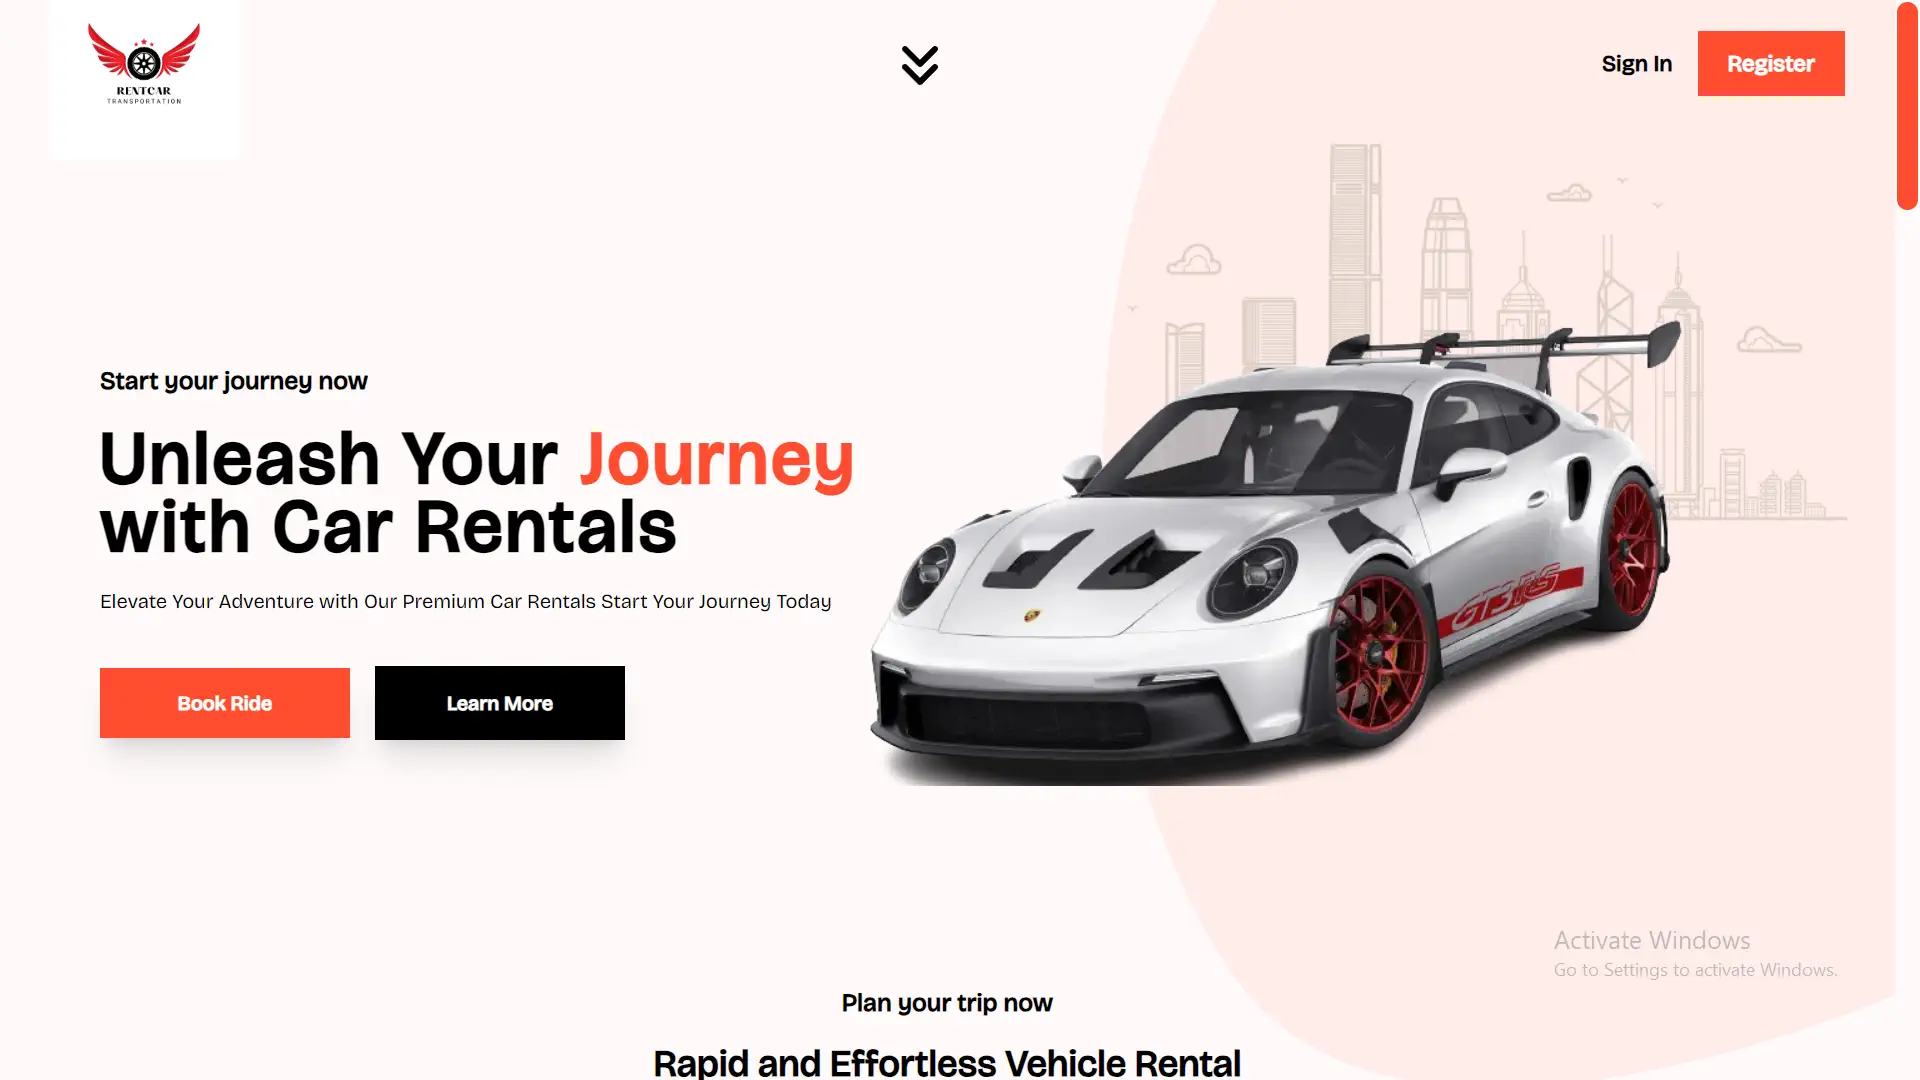 RENTCAR
TRANSPORTATION
Sign In
Register
Start your journey now
Unleash Your Journey
with Car Rentals
Elevate Your Adventure with Our Premium Car Rentals Start Your Journey Today
Book Ride
Learn More
GT3 RS
Activate Windows
Go to Settings to activate Windows.
Plan your trip now
Rapid and Effortless Vehicle Rental